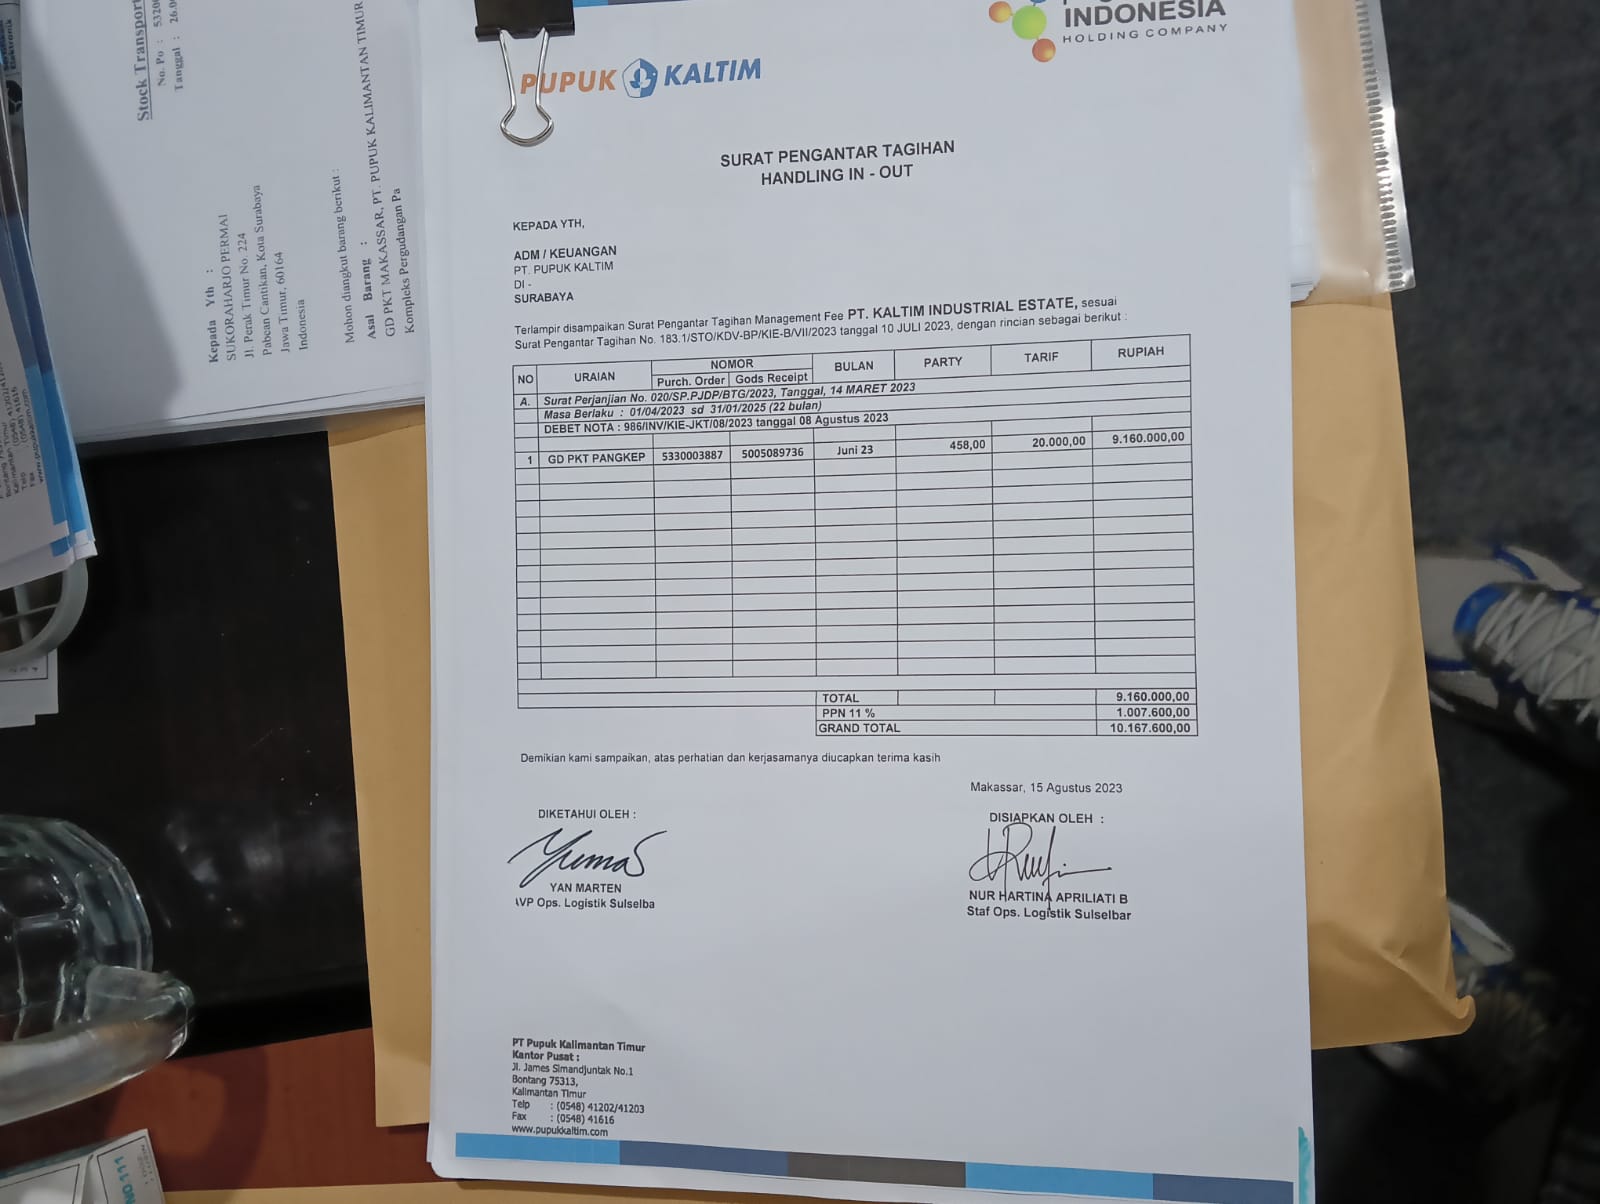 Stock Transport
No. Po : 5320
Tanggal : 26.0
Kepada Yth :
SUKORAHARJO PERMAI
Jl. Perak Timur No. 224
Pabean Cantikan, Kota Surabaya
Jawa Timur, 60164
Indonesia
Mohon diangkut barang berikut :
Asal Barang :
GD PKT MAKASSAR, PT. PUPUK KALIMANTAN TIMUR
Kompleks Pergudangan Pa
INDONESIA
HOLDING COMPANY
PUPUK KALTIM
SURAT PENGANTAR TAGIHAN
HANDLING IN - OUT
KEPADA YTH,
ADM / KEUANGAN
PT. PUPUK KALTIM
DI -
SURABAYA
Terlampir disampaikan Surat Pengantar Tagihan Management Fee PT. KALTIM INDUSTRIAL ESTATE, sesuai
Surat Pengantar Tagihan No. 183.1/STO/KDV-BP/KIE-B/VII/2023 tanggal 10 JULI 2023, dengan rincian sebagai berikut :
NO URAIAN NOMOR BULAN PARTY TARIF RUPIAH
Purch. Order Gods Receipt
A. Surat Perjanjian No. 020/SP.PJDP/BTG/2023, Tanggal, 14 MARET 2023
Masa Berlaku : 01/04/2023 sd 31/01/2025 (22 bulan)
DEBET NOTA : 986/INV/KIE-JKT/08/2023 tanggal 08 Agustus 2023
1 GD PKT PANGKEP 5330003887 5005089736 Juni 23 458,00 20.000,00 9.160.000,00
TOTAL 9.160.000,00
PPN 11 % 1.007.600,00
GRAND TOTAL 10.167.600,00
Demikian kami sampaikan, atas perhatian dan kerjasamanya diucapkan terima kasih
Makassar, 15 Agustus 2023
DIKETAHUI OLEH :
DISIAPKAN OLEH :
YAN MARTEN
NUR HARTINA APRILIATI B
VP Ops. Logistik Sulselba
Staf Ops. Logistik Sulselbar
PT Pupuk Kalimantan Timur
Kantor Pusat :
Jl. James Simandjuntak No.1
Bontang 75313,
Kalimantan Timur
Telp : (0548) 41202/41203
Fax : (0548) 41616
www.pupukkaltim.com
NO.111